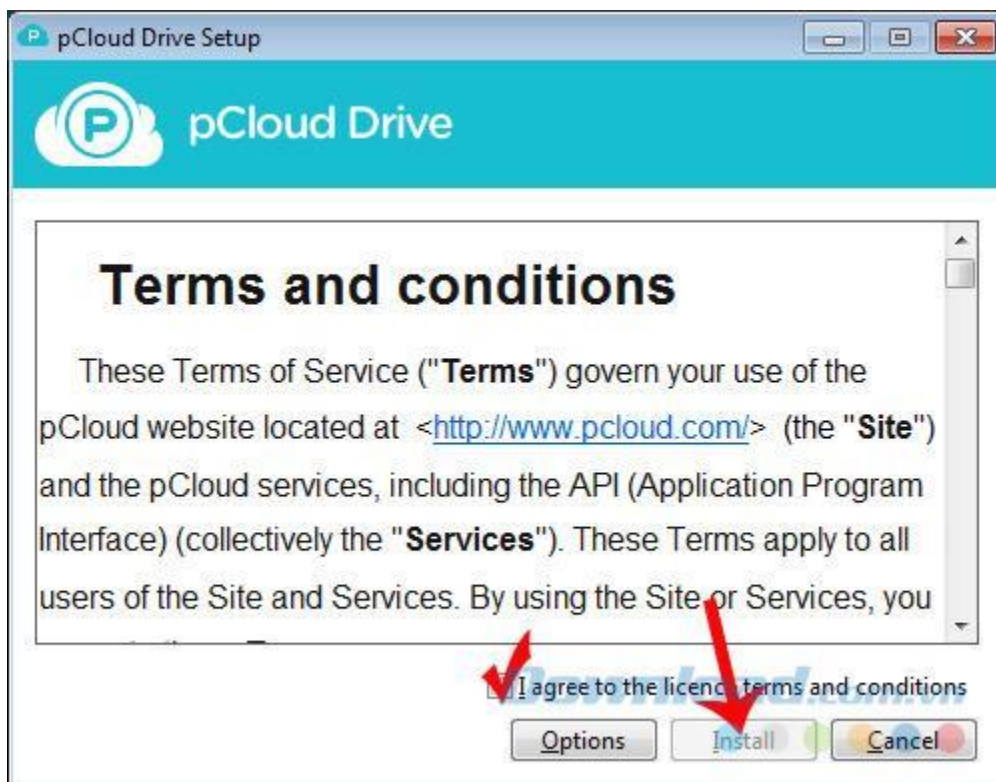 pCloud Drive Setup
pCloud Drive
Terms and conditions
These Terms of Service ("Terms") govern your use of the
pCloud website located at <http://www.pcloud.com/> (the "Site")
and the pCloud services, including the API (Application Program
Interface) (collectively the "Services"). These Terms apply to all
users of the Site and Services. By using the Site or Services, you
I agree to the licence terms and conditions
Download.com.vn
Options
Install
Cancel